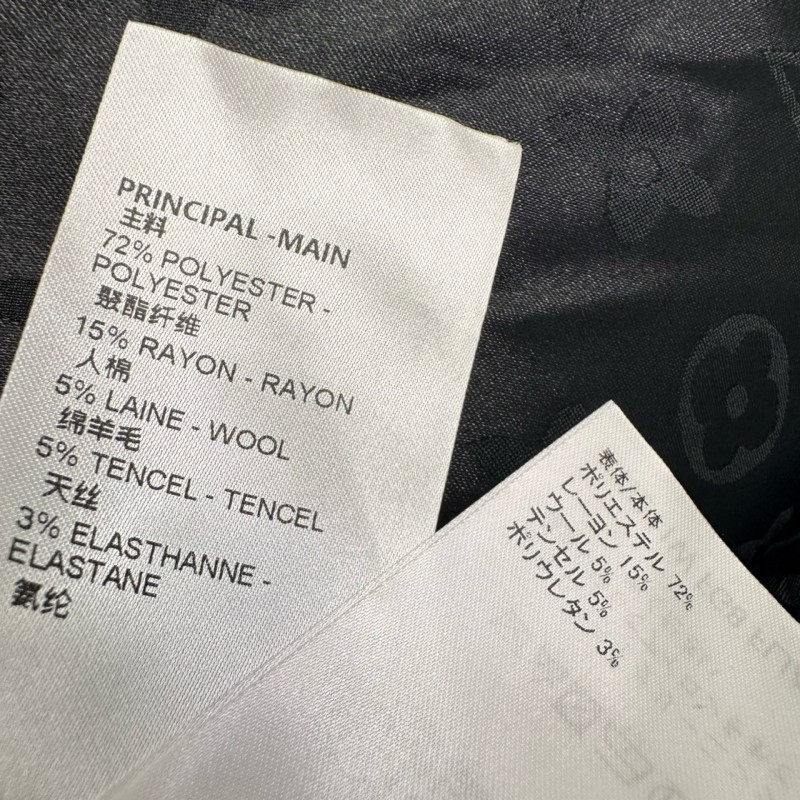 PRINCIPAL -MAIN
主料
72% POLYESTER -
POLYESTER
聚酯纤维
15% RAYON - RAYON
人棉
5% LAINE - WOOL
绵羊毛
5% TENCEL - TENCEL
天丝
3% ELASTHANNE -
ELASTANE
氨纶
表体/本体
ポリエステル 72%
レーヨン 15%
ウール 5%
テンセル 5%
ポリウレタン 3%